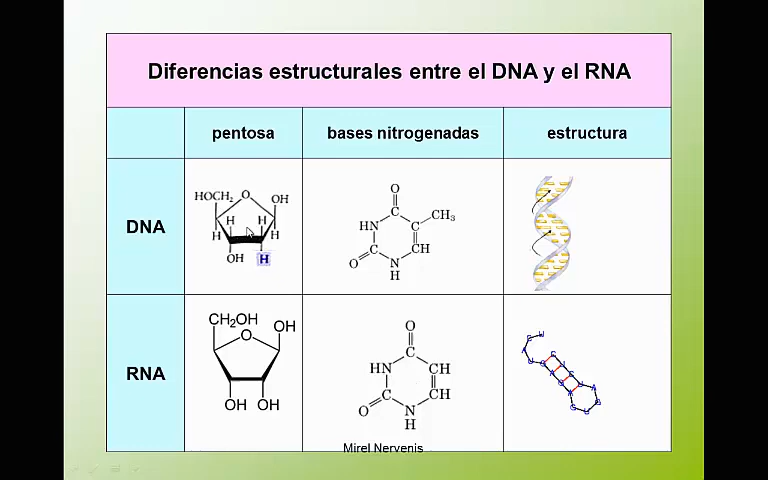 Diferencias estructurales entre el DNA y el RNA
pentosa bases nitrogenadas estructura
DNA
HOCH₂ O OH
H H H H
OH H
O
C
HN C CH₃
C CH
O N
H
RNA
CH₂OH OH
O
OH OH
O
C
HN CH
C CH
O N
H
Mirel Nervenis